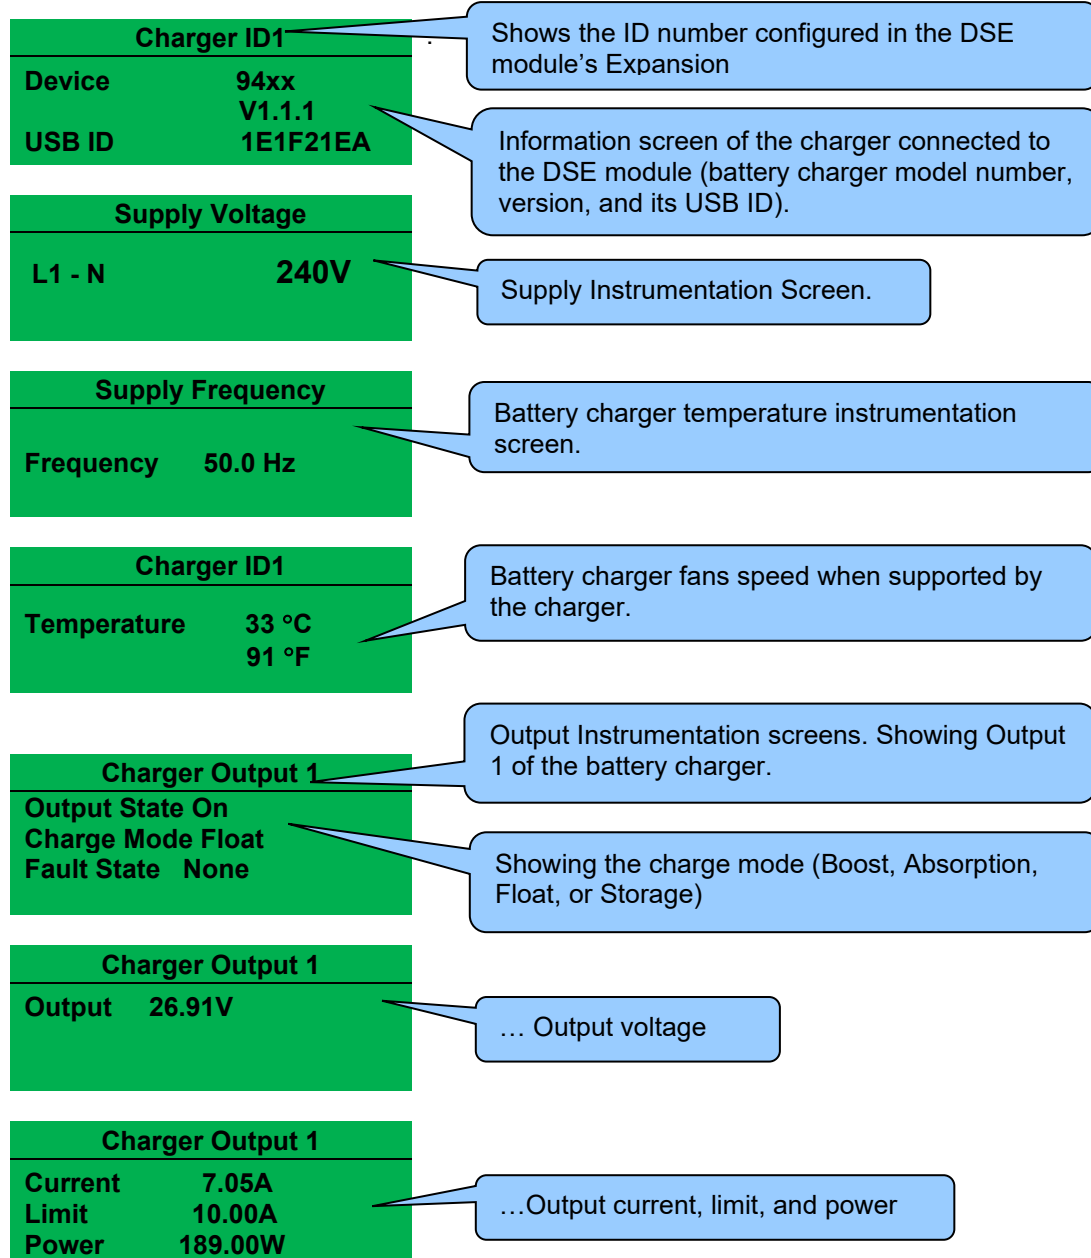 Charger ID1
.
Shows the ID number configured in the DSE
module's Expansion
Device 94xx
V1.1.1
USB ID 1E1F21EA
Information screen of the charger connected to
the DSE module (battery charger model number,
version, and its USB ID).
Supply Voltage
L1 - N 240V
Supply Instrumentation Screen.
Supply Frequency
Frequency 50.0 Hz
Battery charger temperature instrumentation
screen.
Charger ID1
Temperature 33 °C
91 °F
Battery charger fans speed when supported by
the charger.
Charger Output 1
Output Instrumentation screens. Showing Output
1 of the battery charger.
Output State On
Charge Mode Float
Fault State None
Showing the charge mode (Boost, Absorption,
Float, or Storage)
Charger Output 1
Output 26.91V
… Output voltage
Charger Output 1
Current 7.05A
Limit 10.00A
Power 189.00W
…Output current, limit, and power